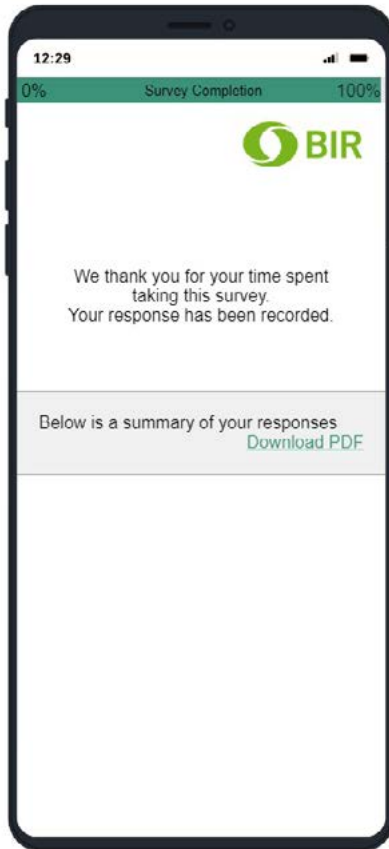 12:29
0% Survey Completion 100%
BIR
We thank you for your time spent
taking this survey.
Your response has been recorded.
Below is a summary of your responses
Download PDF